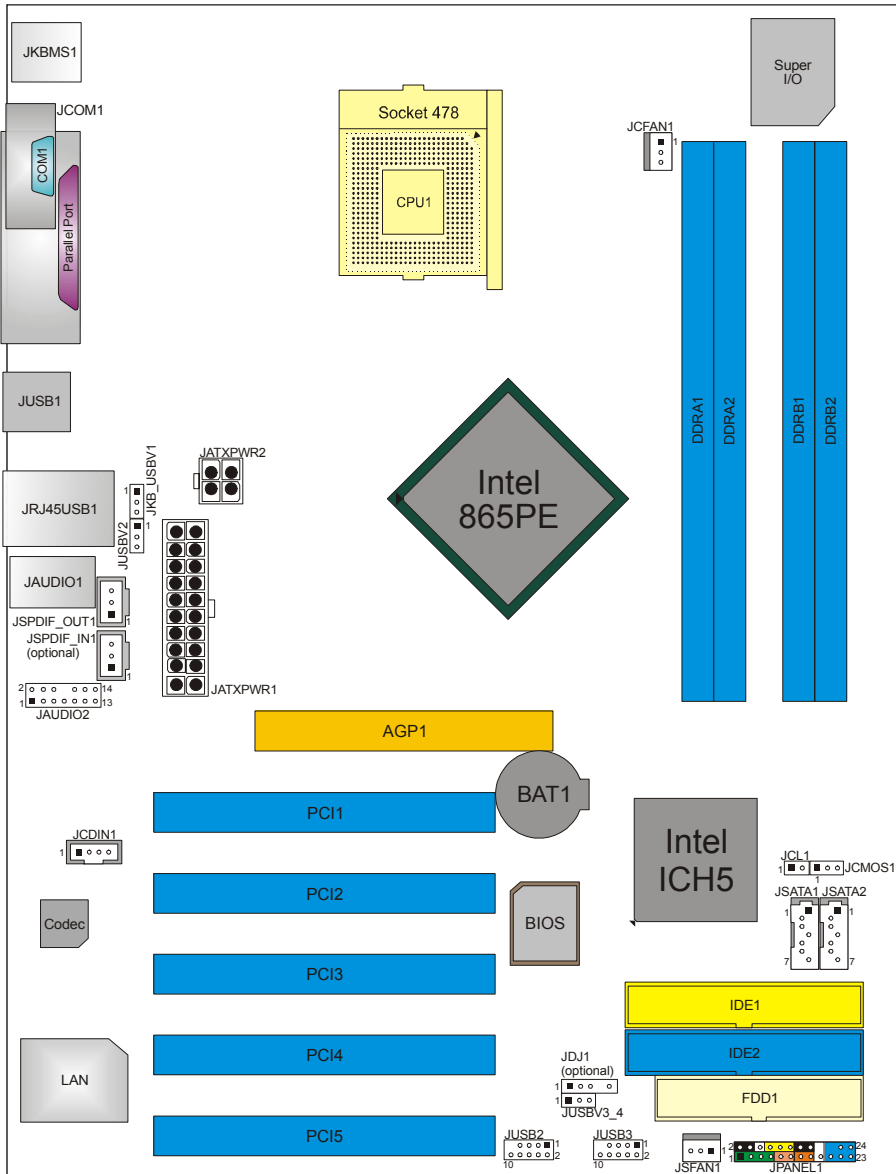 JKBMS1
Super
I/O
JCOM1
Socket 478
JCFAN1
1
COM1
CPU1
Parallel Port
JUSB1
DDRA1
DDRA2
DDRB1
DDRB2
JKB_USBV1
1
JATXPWR2
Intel
865PE
JRJ45USB1
JUSBV2
1
JAUDIO1
JSPDIF_OUT1
1
JSPDIF_IN1
(optional)
1
2
14
1
13
JAUDIO2
JATXPWR1
AGP1
BAT1
PCI1
Intel
ICH5
JCDIN1
1
JCL1
1
JCMOS1
1
PCI2
JSATA1
JSATA2
1
1
7
7
Codec
BIOS
PCI3
IDE1
PCI4
IDE2
JDJ1
(optional)
1
1
JUSBV3_4
FDD1
LAN
PCI5
JUSB2
1
2
10
JUSB3
1
2
10
1
JSFAN1
2
24
1
23
JPANEL1